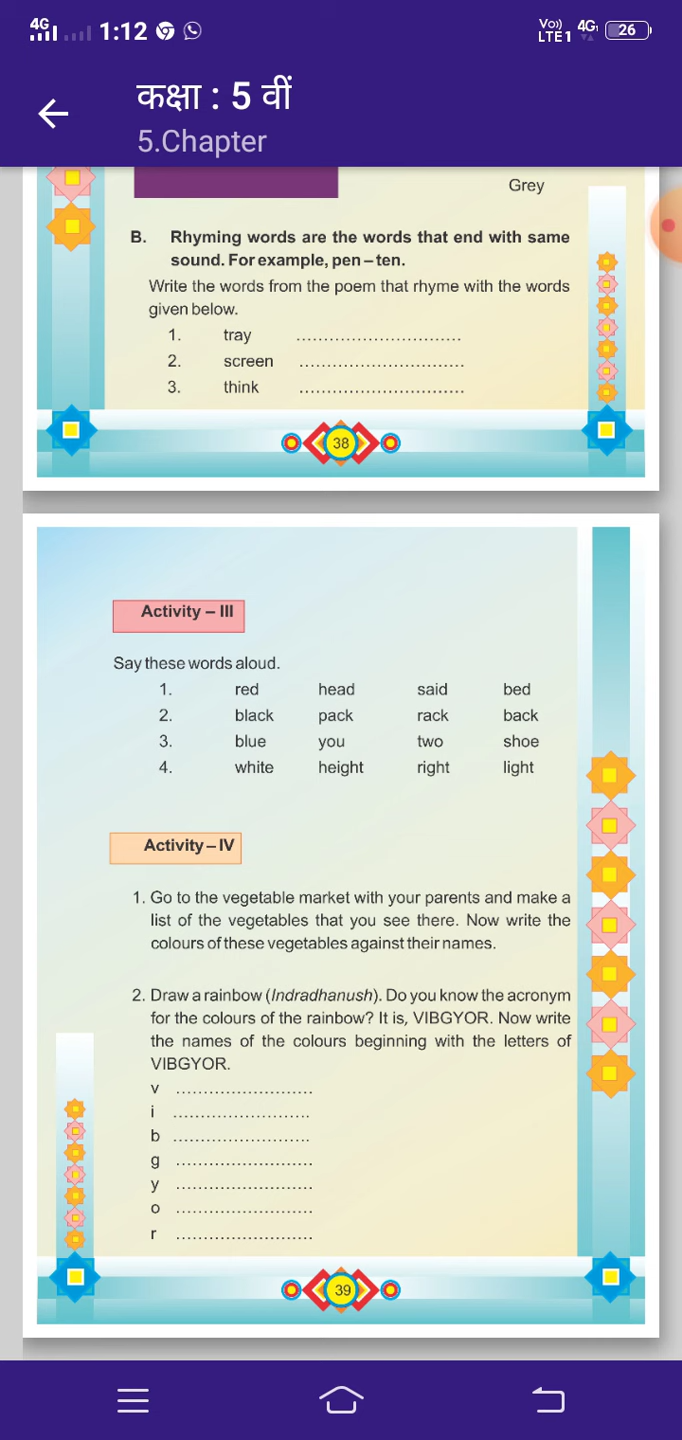 4G 1:12 Vo) LTE1 4G 26
कक्षा : 5 वीं
5.Chapter
Grey
B. Rhyming words are the words that end with same
sound. For example, pen – ten.
Write the words from the poem that rhyme with the words
given below.
1. tray ..............................
2. screen ..............................
3. think ..............................
38
Activity – III
Say these words aloud.
1. red head said bed
2. black pack rack back
3. blue you two shoe
4. white height right light
Activity – IV
1. Go to the vegetable market with your parents and make a
list of the vegetables that you see there. Now write the
colours of these vegetables against their names.
2. Draw a rainbow (Indradhanush). Do you know the acronym
for the colours of the rainbow? It is, VIBGYOR. Now write
the names of the colours beginning with the letters of
VIBGYOR.
v .........................
i .........................
b .........................
g .........................
y .........................
o .........................
r .........................
39